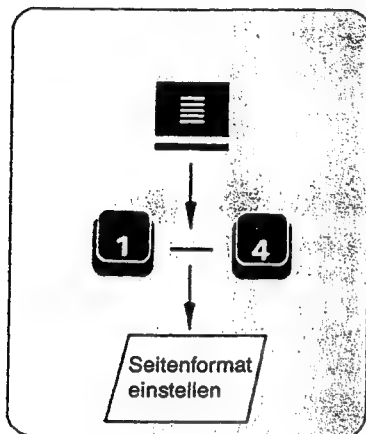 1 — 4
Seitenformat
einstellen